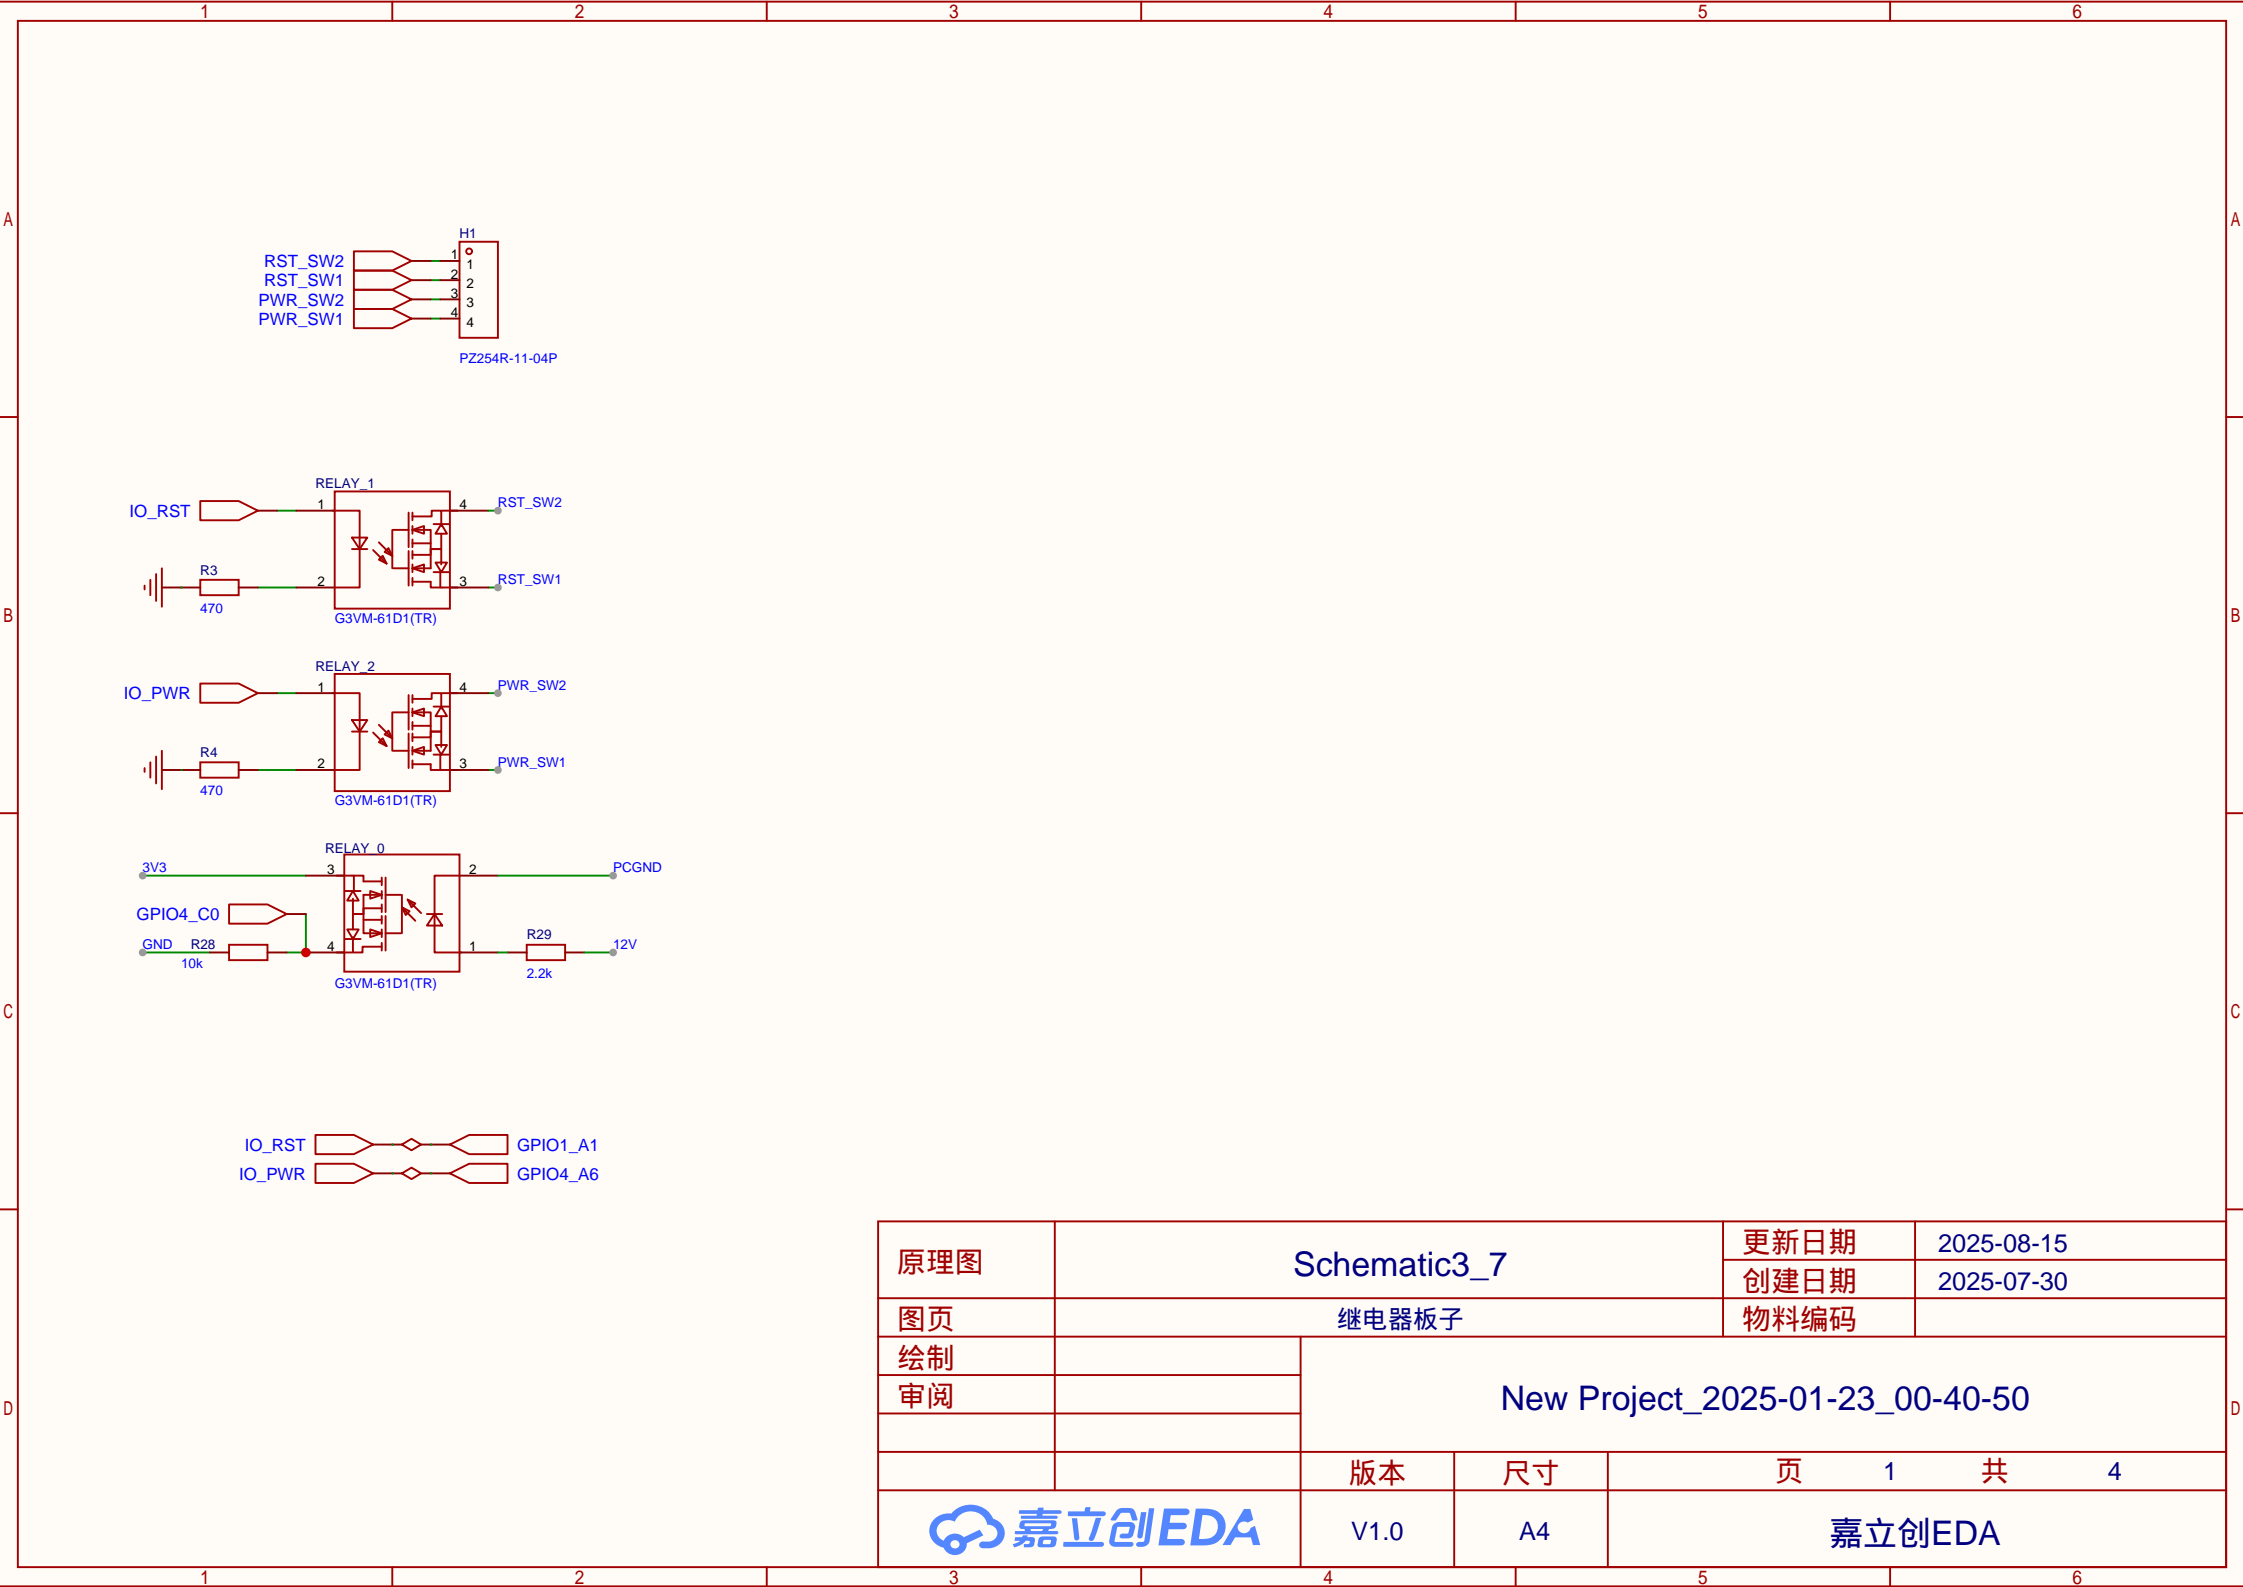 1 2 3 4 5 6
A A
H1
RST_SW2 1 1
RST_SW1 2 2
PWR_SW2 3 3
PWR_SW1 4 4
PZ254R-11-04P
RELAY_1
IO_RST 1 4 RST_SW2
R3 2 3 RST_SW1
470
G3VM-61D1(TR)
B B
RELAY_2
IO_PWR 1 4 PWR_SW2
R4 2 3 PWR_SW1
470
G3VM-61D1(TR)
RELAY_0
3V3 3 2 PCGND
GPIO4_C0
GND R28 4 1 R29 12V
10k 2.2k
G3VM-61D1(TR)
C C
IO_RST GPIO1_A1
IO_PWR GPIO4_A6
原理图 Schematic3_7 更新日期 2025-08-15
创建日期 2025-07-30
图页 继电器板子 物料编码
绘制
审阅 New Project_2025-01-23_00-40-50
D D
版本 尺寸 页 1 共 4
嘉立创EDA V1.0 A4 嘉立创EDA
1 2 3 4 5 6